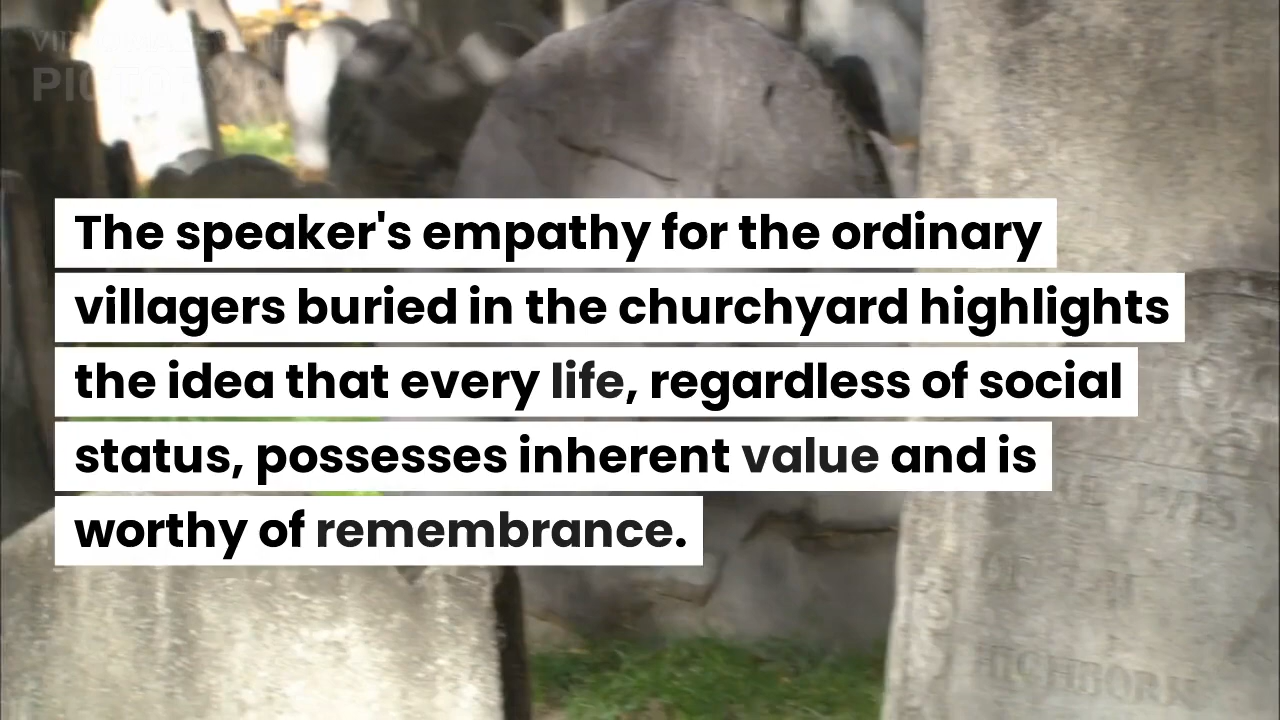 The speaker's empathy for the ordinary
villagers buried in the churchyard highlights
the idea that every life, regardless of social
status, possesses inherent value and is
worthy of remembrance.